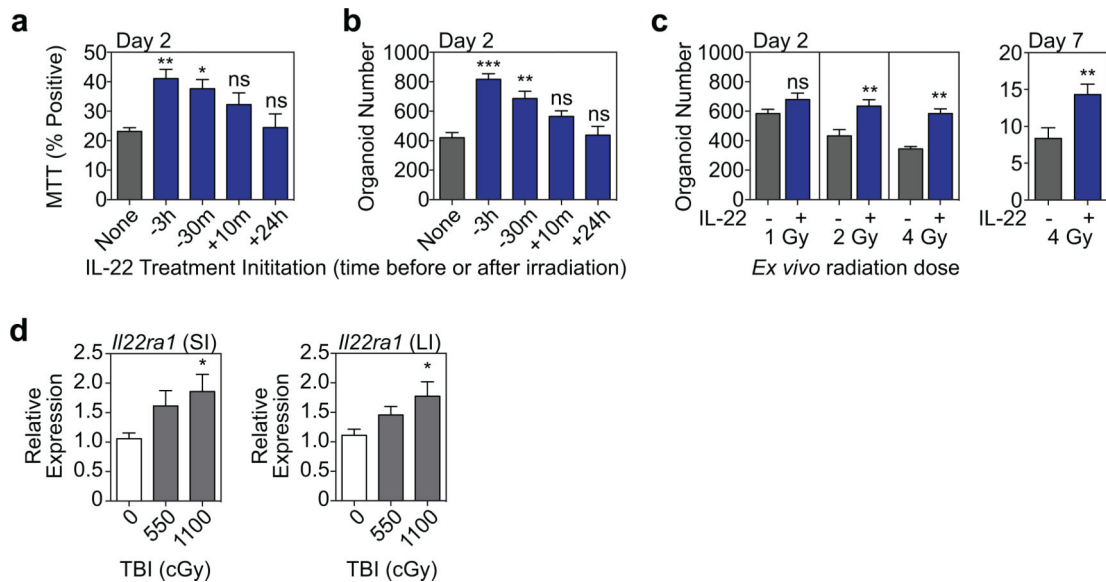 a
Day 2
MTT (% Positive)
50
40
30
20
10
0
**
*
ns
ns
None
-3h
-30m
+10m
+24h
b
Day 2
Organoid Number
1000
800
600
400
200
0
***
**
ns
ns
None
-3h
-30m
+10m
+24h
IL-22 Treatment Inititation (time before or after irradiation)
c
Day 2
Organoid Number
1000
800
600
400
200
0
ns
**
**
IL-22 - + - + - +
1 Gy 2 Gy 4 Gy
Ex vivo radiation dose
Day 7
20
15
10
5
0
**
IL-22 - +
4 Gy
d
Il22ra1 (SI)
Relative
Expression
2.5
2.0
1.5
1.0
0.5
0
*
0
550
1100
TBI (cGy)
Il22ra1 (LI)
Relative
Expression
2.5
2.0
1.5
1.0
0.5
0
*
0
550
1100
TBI (cGy)